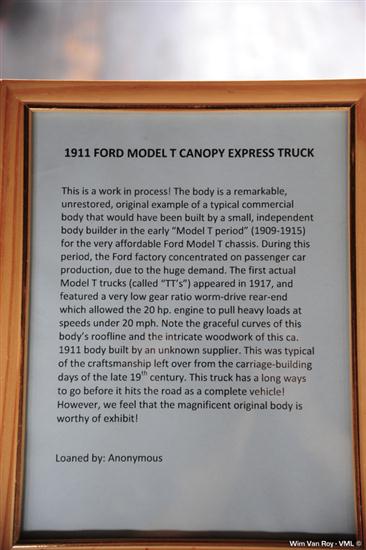 1911 FORD MODEL T CANOPY EXPRESS TRUCK
This is a work in process! The body is a remarkable,
unrestored, original example of a typical commercial
body that would have been built by a small, independent
body builder in the early “Model T period” (1909-1915)
for the very affordable Ford Model T chassis. During this
period, the Ford factory concentrated on passenger car
production, due to the huge demand. The first actual
Model T trucks (called “TT’s”) appeared in 1917, and
featured a very low gear ratio worm-drive rear-end
which allowed the 20 hp. engine to pull heavy loads at
speeds under 20 mph. Note the graceful curves of this
body’s roofline and the intricate woodwork of this ca.
1911 body built by an unknown supplier. This was typical
of the craftsmanship left over from the carriage-building
days of the late 19th century. This truck has a long ways
to go before it hits the road as a complete vehicle!
However, we feel that the magnificent original body is
worthy of exhibit!
Loaned by: Anonymous
Wim Van Roy - VML ©